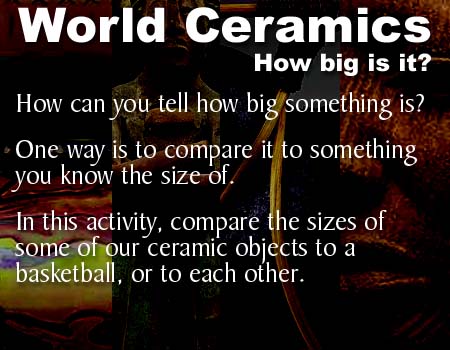 World Ceramics
How big is it?
How can you tell how big something is?
One way is to compare it to something
you know the size of.
In this activity, compare the sizes of
some of our ceramic objects to a
basketball, or to each other.